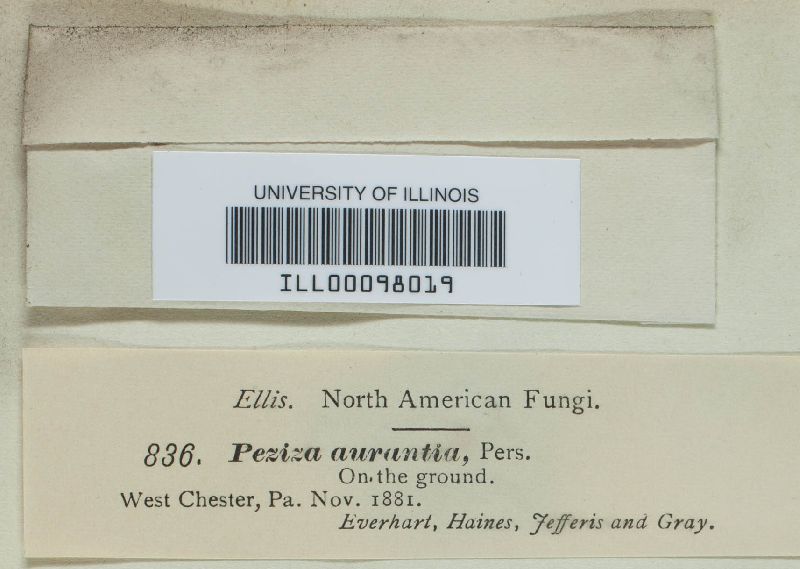 UNIVERSITY OF ILLINOIS
ILL00098019
Ellis. North American Fungi.
836. Peziza aurantia, Pers.
On the ground.
West Chester, Pa. Nov. 1881.
Everhart, Haines, Jefferis and Gray.